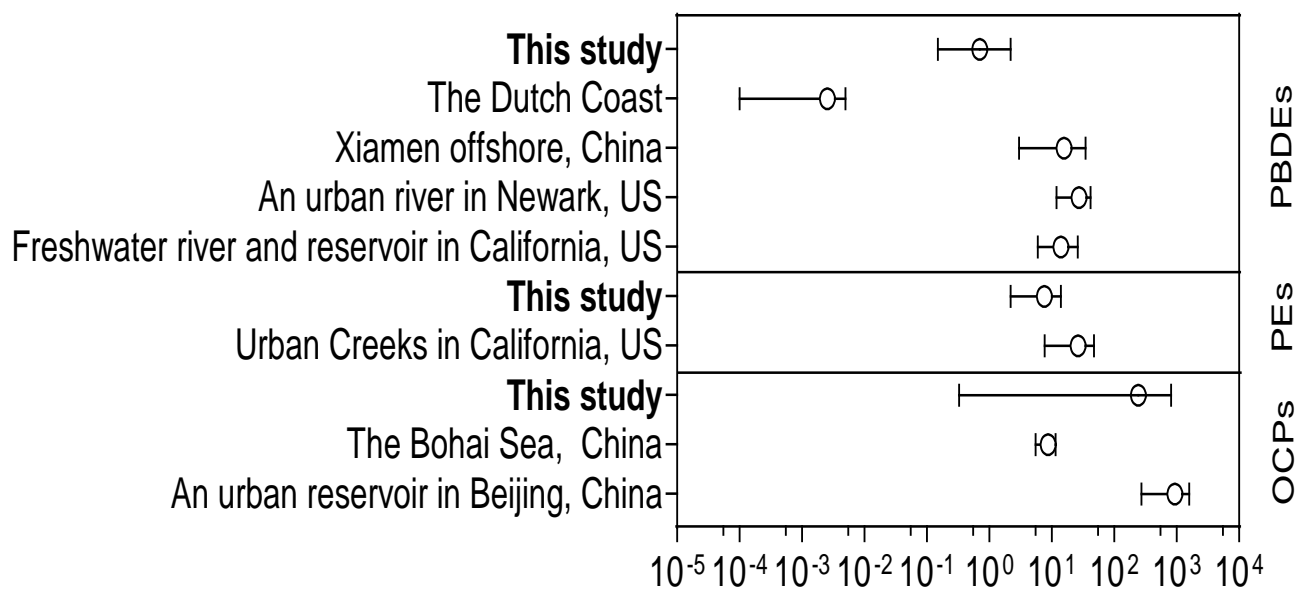 This study
The Dutch Coast
Xiamen offshore, China
An urban river in Newark, US
Freshwater river and reservoir in California, US
PBDEs
This study
Urban Creeks in California, US
PEs
This study
The Bohai Sea, China
An urban reservoir in Beijing, China
OCPs
10⁻⁵ 10⁻⁴ 10⁻³ 10⁻² 10⁻¹ 10⁰ 10¹ 10² 10³ 10⁴